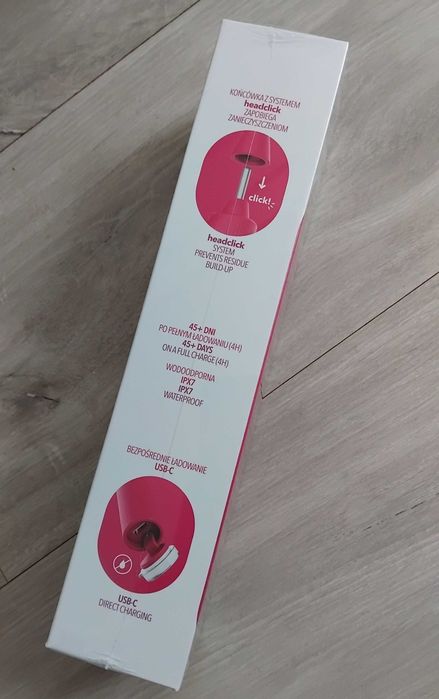 KOŃCÓWKA Z SYSTEMEM
headclick
ZAPOBIEGA
ZANIECZYSZCZENIOM
click!
headclick
SYSTEM
PREVENTS RESIDUE
BUILD-UP
45+ DNI
PO PEŁNYM ŁADOWANIU (4H)
45+ DAYS
ON A FULL CHARGE (4H)
WODOODPORNA
IPX7
IPX7
WATERPROOF
BEZPOŚREDNIE ŁADOWANIE
USB-C
USB-C
DIRECT CHARGING